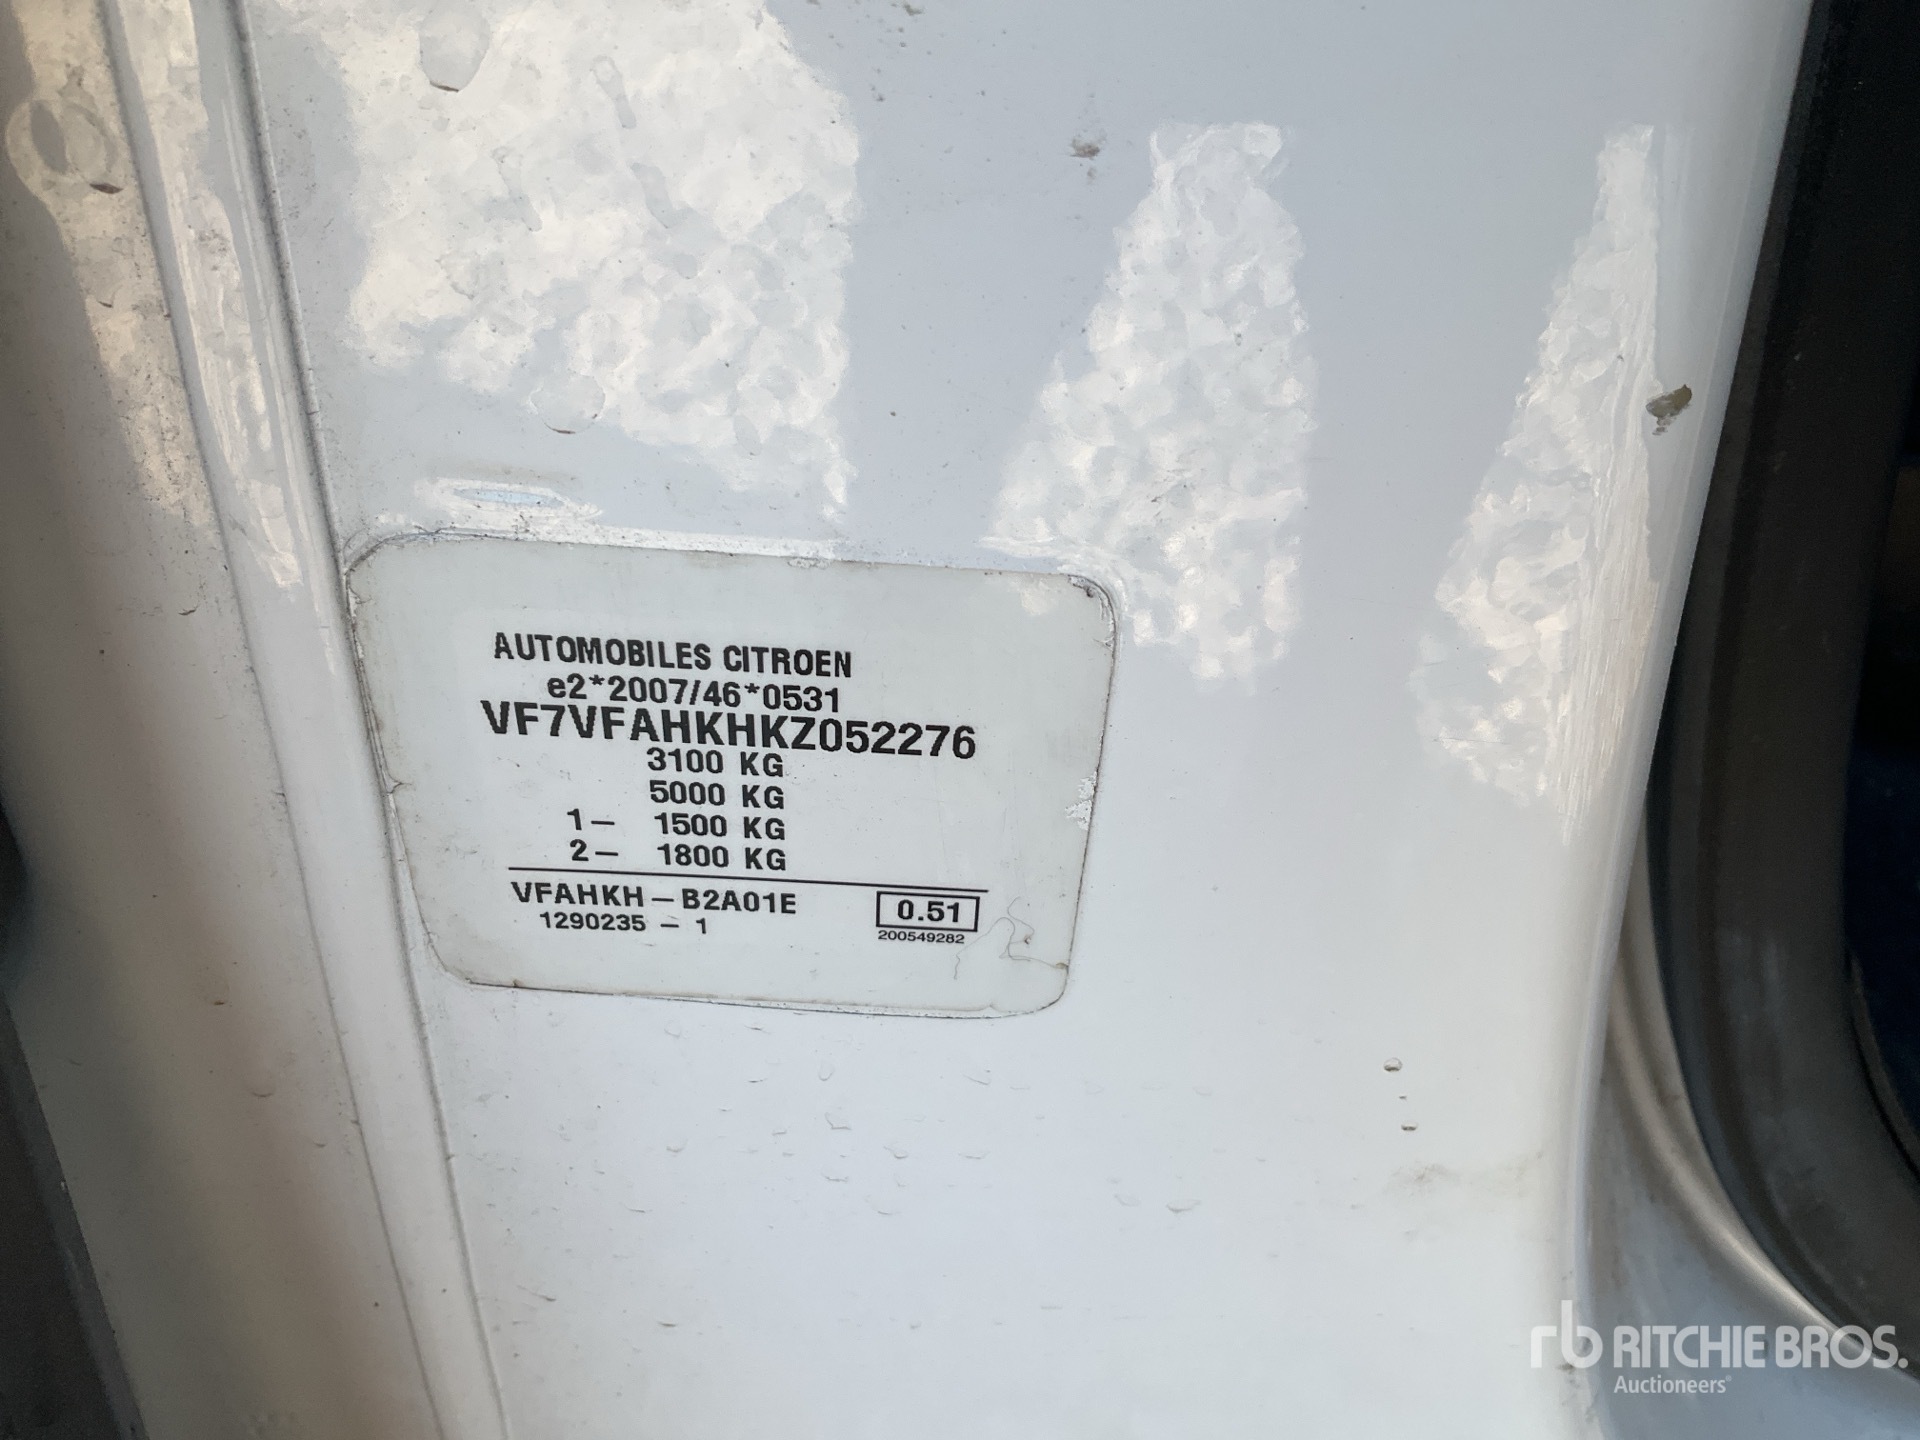 AUTOMOBILES CITROEN
e2*2007/46*0531
VF7VFAHKHKZ052276
3100 KG
5000 KG
1– 1500 KG
2– 1800 KG
VFAHKH – B2A01E 0.51
1290235 – 1 200549282
rb RITCHIE BROS.
Auctioneers